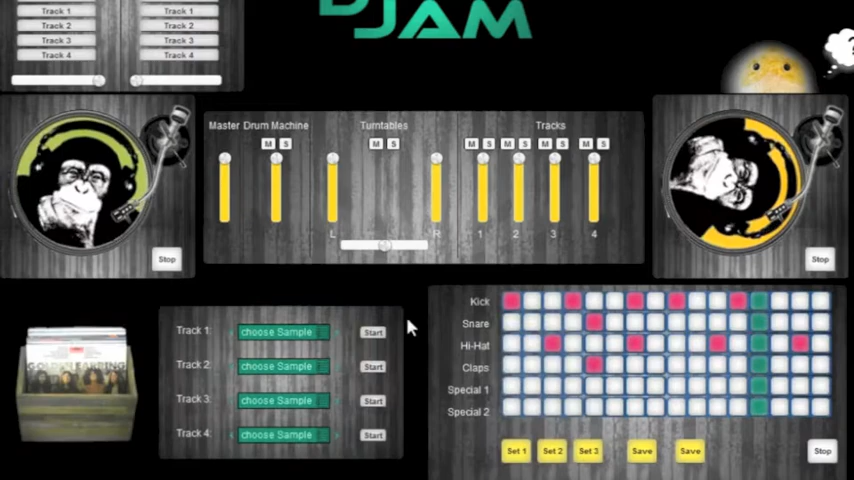 DJAM
Track 1
Track 1
Track 2
Track 2
Track 3
Track 3
Track 4
Track 4
?
Master Drum Machine
Turntables
Tracks
M S
M S
M S
M S
M S
M S
L
R
1
2
3
4
Stop
Stop
Track 1:
choose Sample
Start
Track 2:
choose Sample
Start
Track 3:
choose Sample
Start
Track 4:
choose Sample
Start
GOLDEN EARRING
Kick
Snare
Hi-Hat
Claps
Special 1
Special 2
Set 1
Set 2
Set 3
Save
Save
Stop